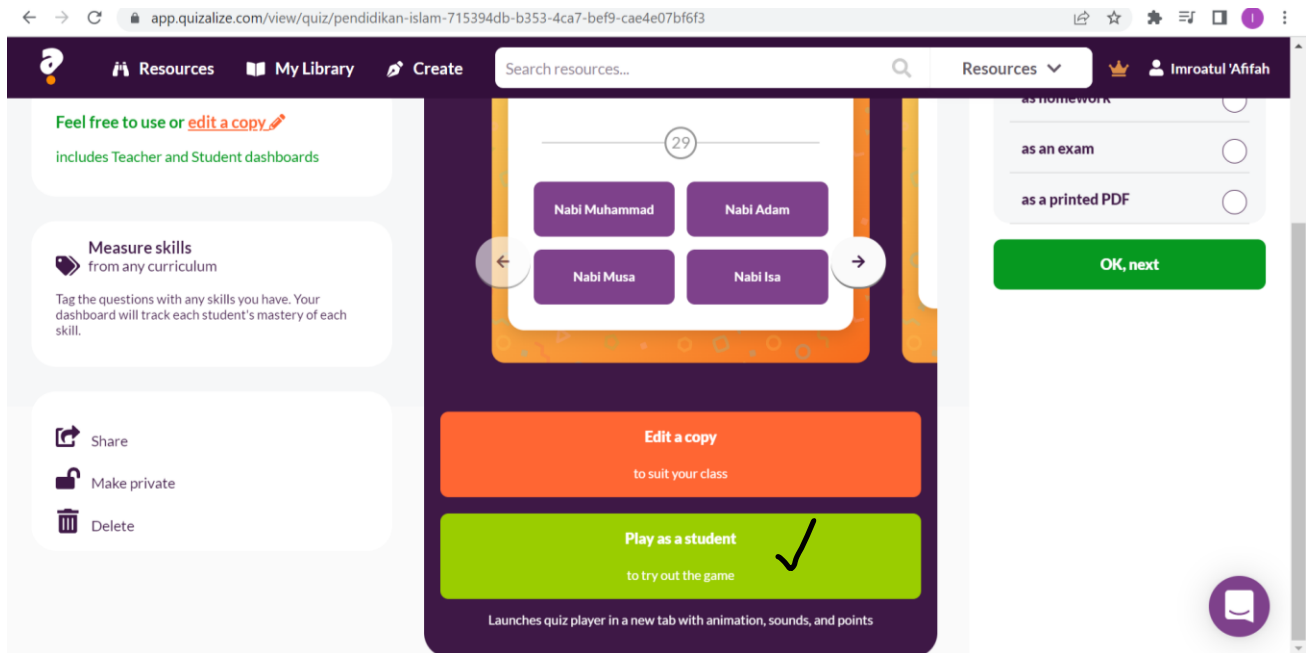 app.quizalize.com/view/quiz/pendidikan-islam-715394db-b353-4ca7-bef9-cae4e07bf6f3
I
Resources
My Library
Create
Search resources...
Resources
Imroatul 'Afifah
Feel free to use or edit a copy
includes Teacher and Student dashboards
Measure skills
from any curriculum
Tag the questions with any skills you have. Your
dashboard will track each student's mastery of each
skill.
Share
Make private
Delete
29
Nabi Muhammad
Nabi Adam
Nabi Musa
Nabi Isa
Edit a copy
to suit your class
Play as a student
to try out the game
Launches quiz player in a new tab with animation, sounds, and points
as homework
as an exam
as a printed PDF
OK, next